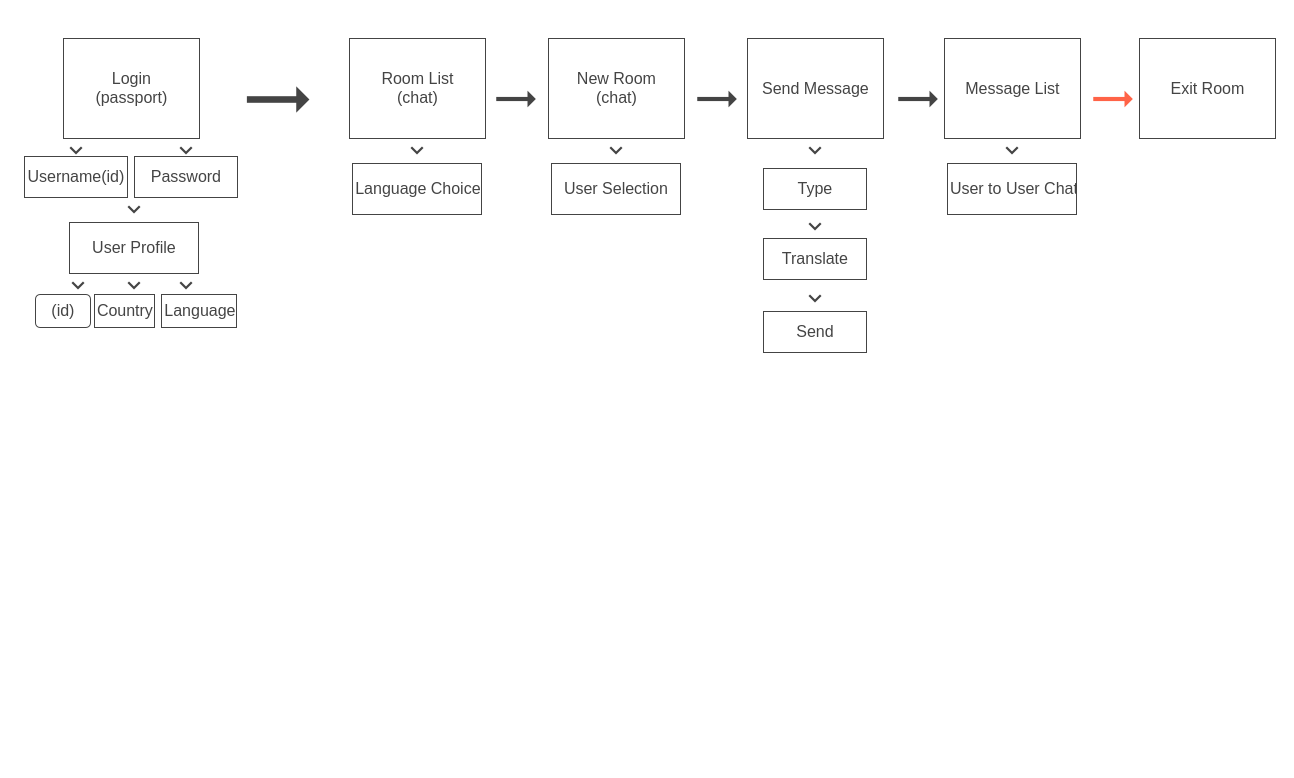 Login
(passport)
Room List
(chat)
New Room
(chat)
Send Message
Message List
Exit Room
Username(id)
Password
Language Choice
User Selection
Type
User to User Chat
User Profile
Translate
(id)
Country
Language
Send